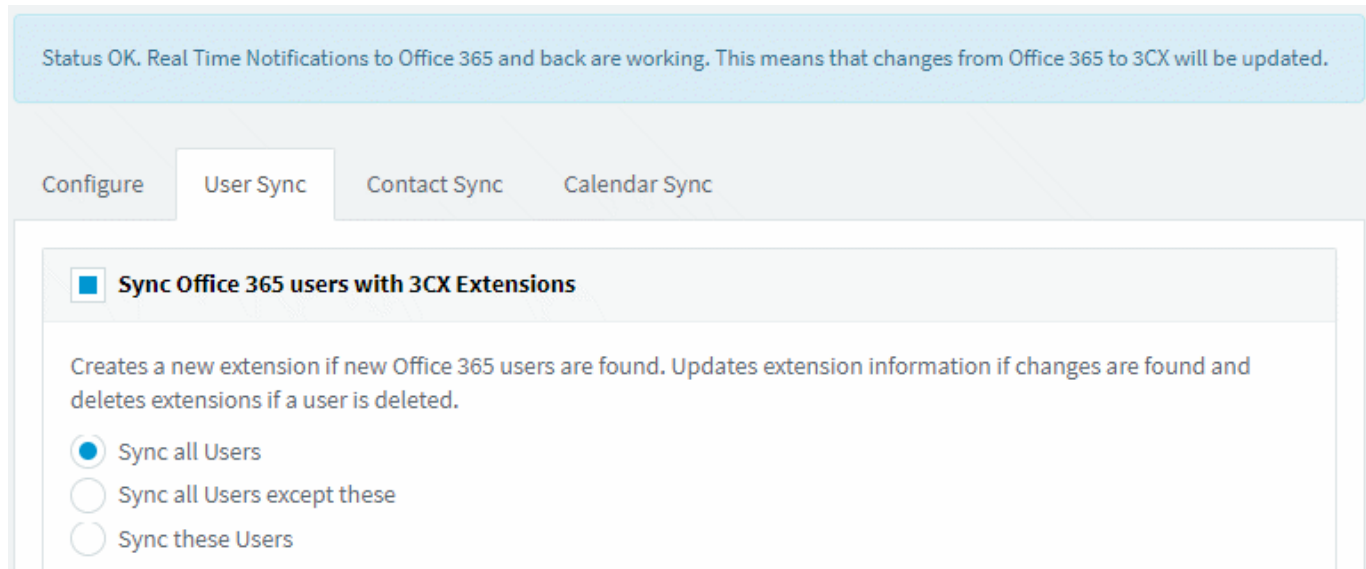 Status OK. Real Time Notifications to Office 365 and back are working. This means that changes from Office 365 to 3CX will be updated.
Configure User Sync Contact Sync Calendar Sync
Sync Office 365 users with 3CX Extensions
Creates a new extension if new Office 365 users are found. Updates extension information if changes are found and
deletes extensions if a user is deleted.
Sync all Users
Sync all Users except these
Sync these Users